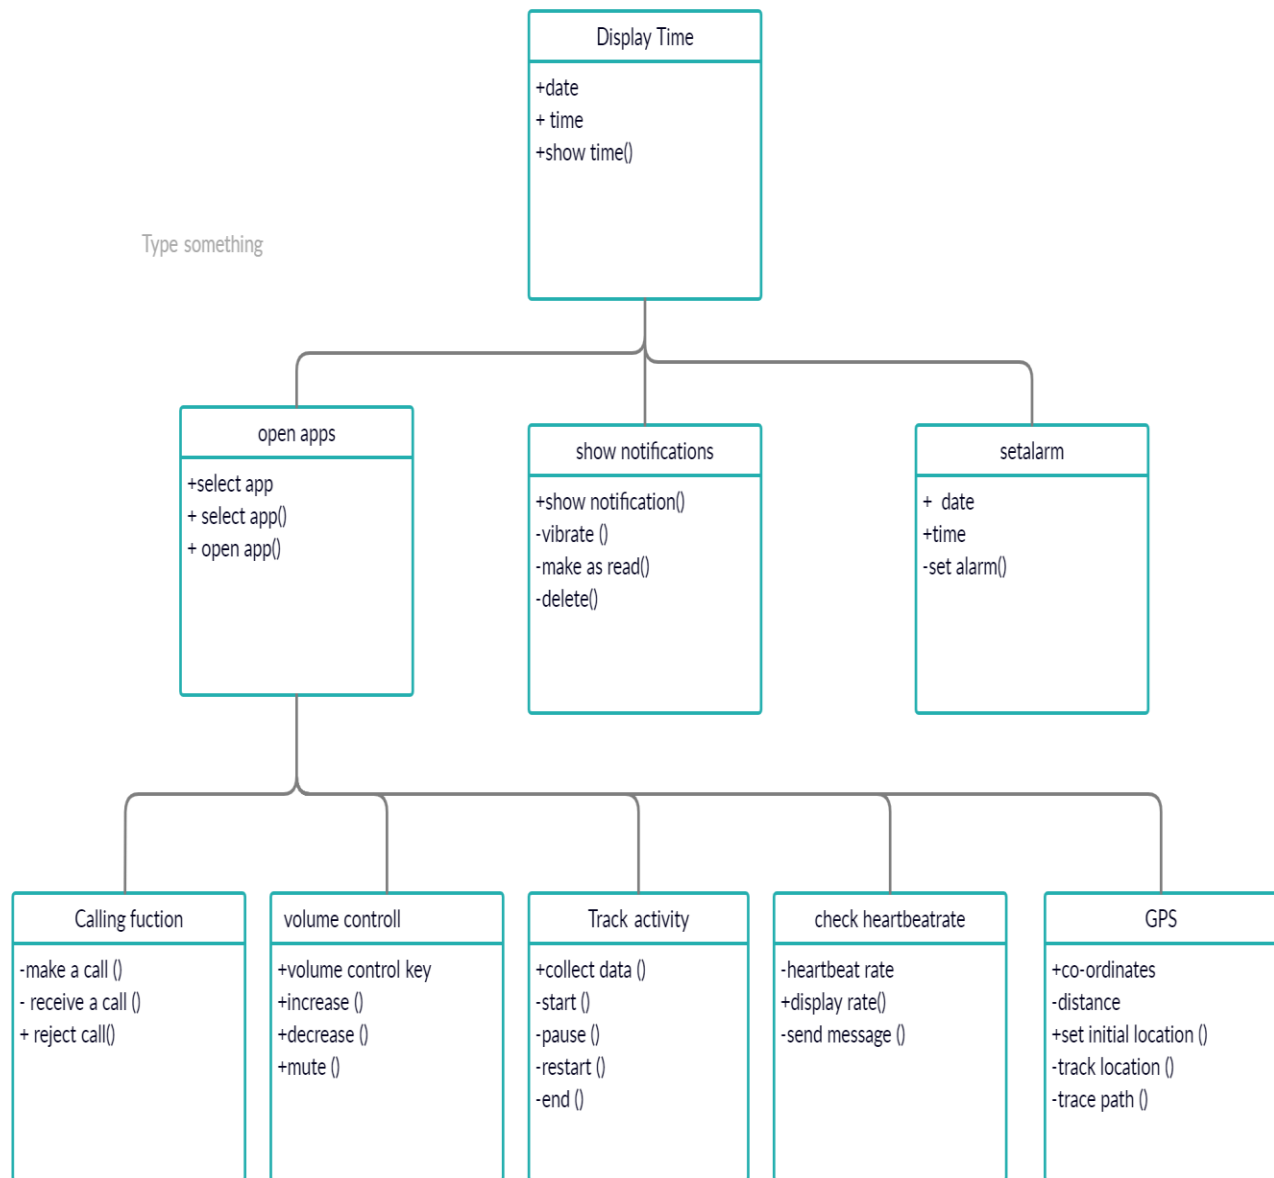 Display Time
+date
+ time
+show time()
Type something
open apps
+select app
+ select app()
+ open app()
show notifications
+show notification()
-vibrate ()
-make as read()
-delete()
setalarm
+  date
+time
-set alarm()
Calling fuction
-make a call ()
- receive a call ()
+ reject call()
volume controll
+volume control key
+increase ()
+decrease ()
+mute ()
Track activity
+collect data ()
-start ()
-pause ()
-restart ()
-end ()
check heartbeatrate
-heartbeat rate
+display rate()
-send message ()
GPS
+co-ordinates
-distance
+set initial location ()
-track location ()
-trace path ()